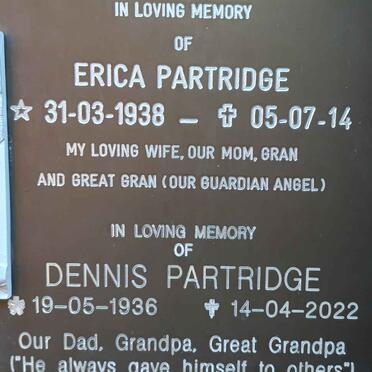 IN LOVING MEMORY
OF
ERICA PARTRIDGE
☆ 31-03-1938 – ✝ 05-07-14
MY LOVING WIFE, OUR MOM, GRAN
AND GREAT GRAN (OUR GUARDIAN ANGEL)
IN LOVING MEMORY
OF
DENNIS PARTRIDGE
19-05-1936 ✝ 14-04-2022
Our Dad, Grandpa, Great Grandpa
("He always gave himself to others")